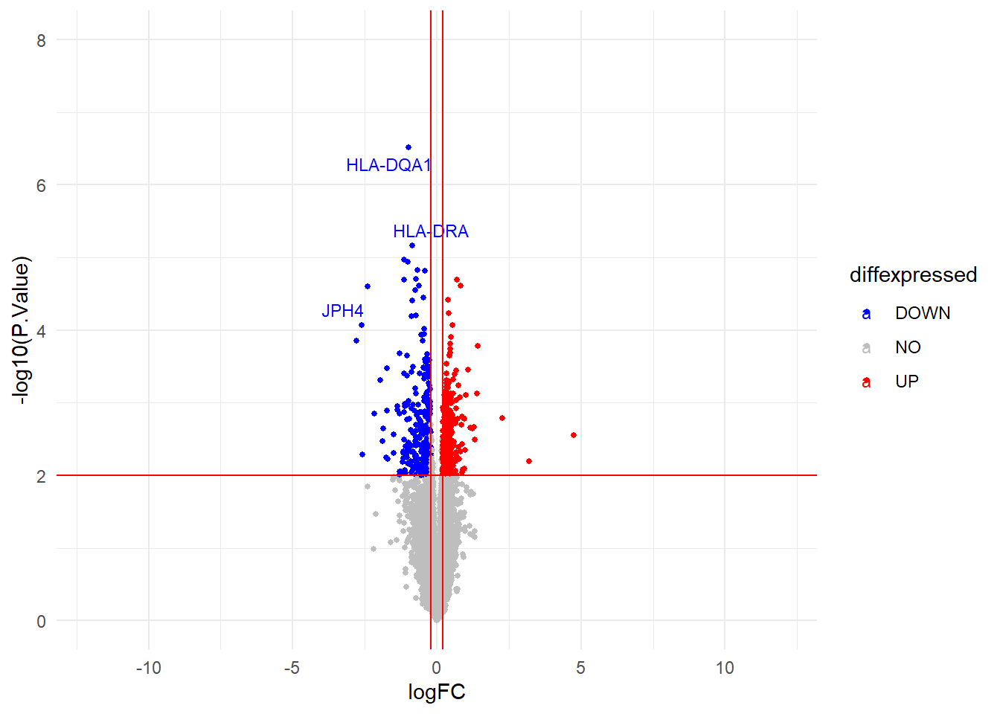 8
6
4
2
0
-log10(P.Value)
HLA-DQA1
HLA-DRA
JPH4
-10
-5
0
5
10
logFC
diffexpressed
a DOWN
a NO
a UP